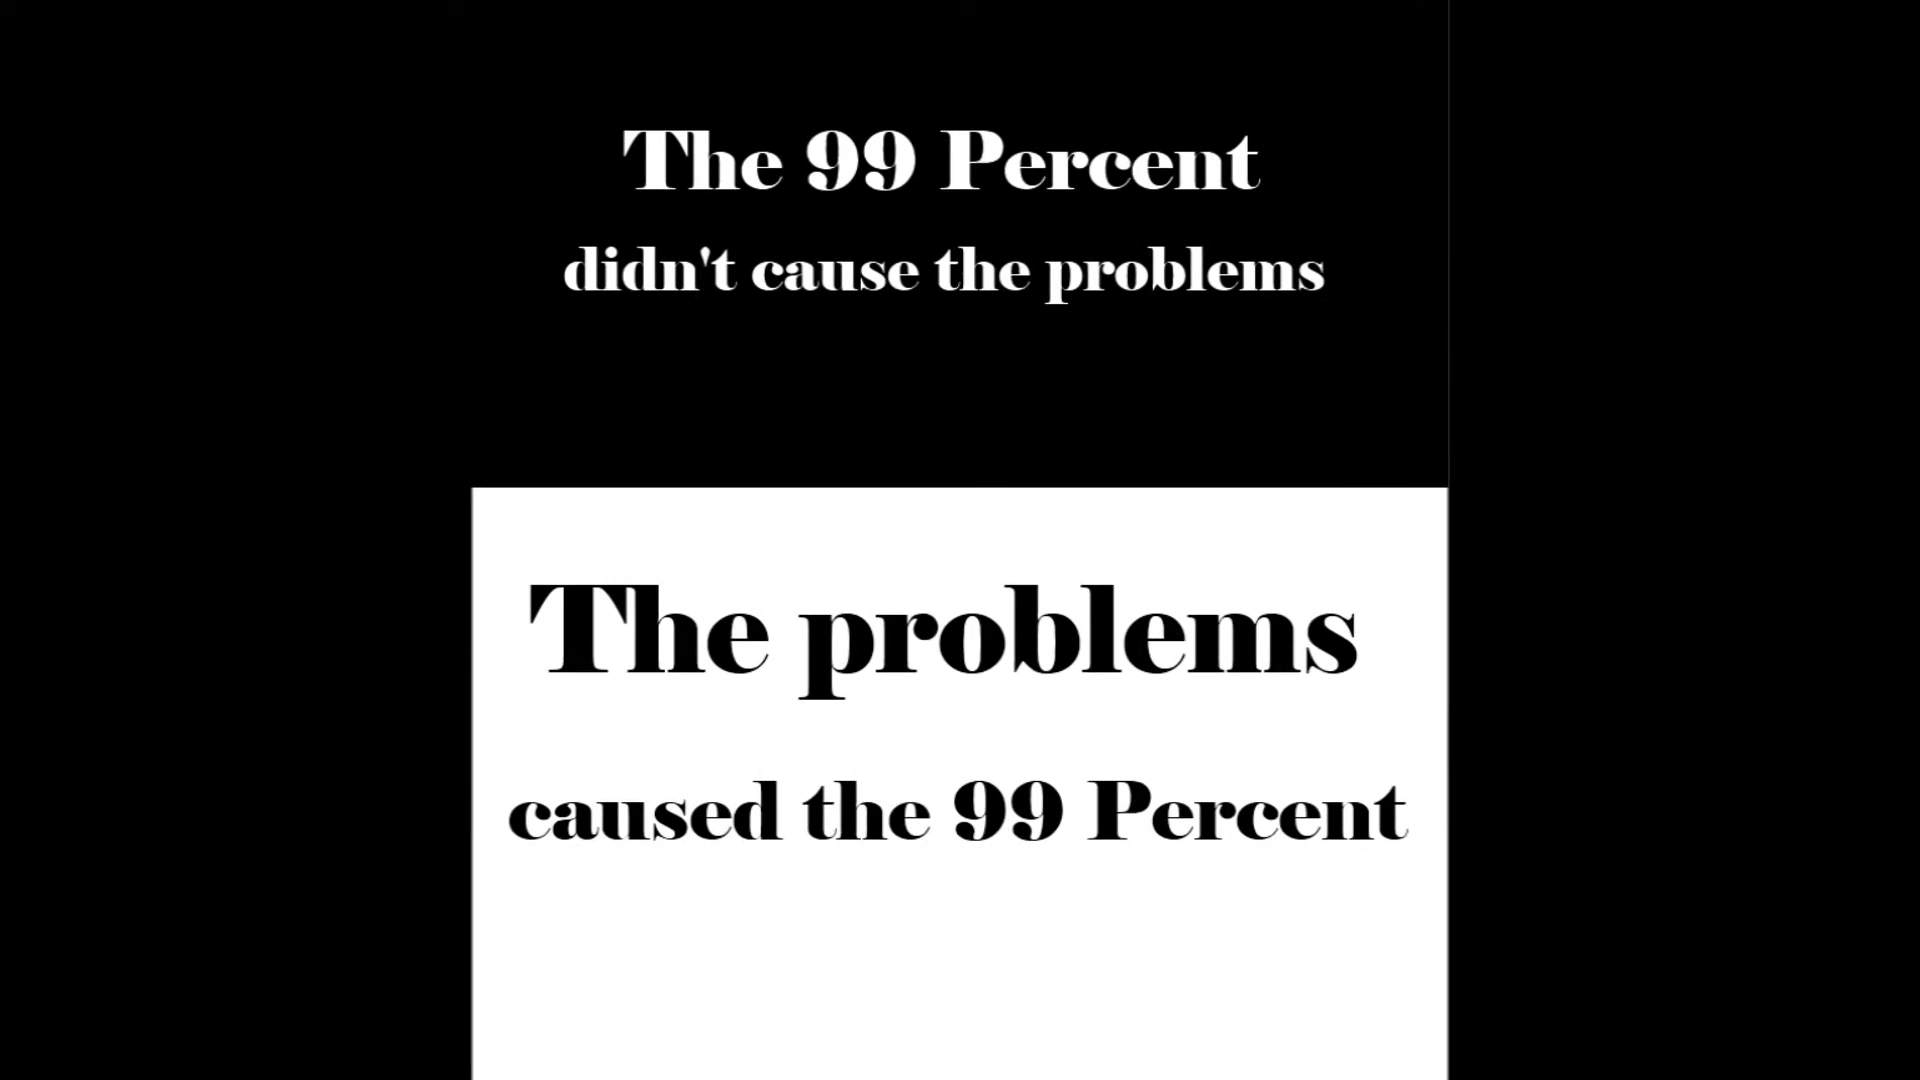 The 99 Percent
didn't cause the problems
The problems
caused the 99 Percent